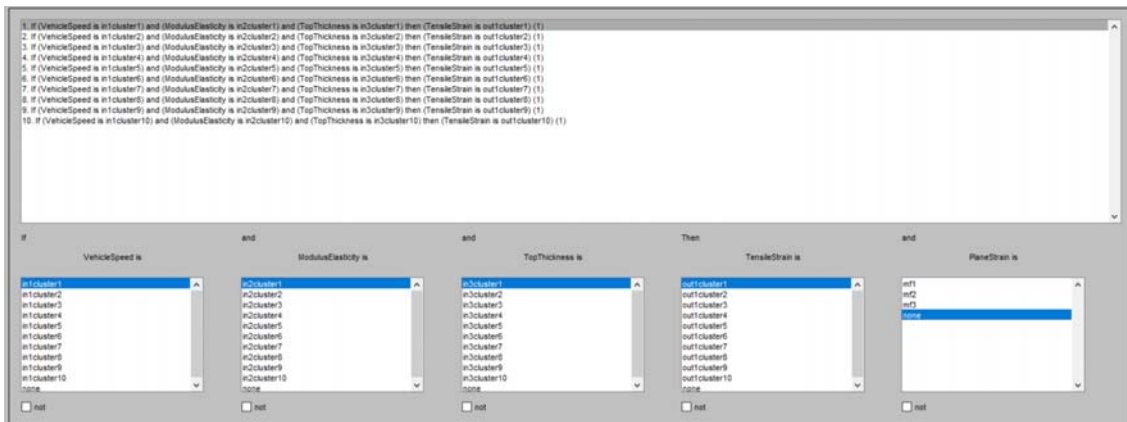 1. If (VehicleSpeed is in1cluster1) and (ModulusElasticity is in2cluster1) and (TopThickness is in3cluster1) then (TensileStrain is out1cluster1) (1)
2. If (VehicleSpeed is in1cluster2) and (ModulusElasticity is in2cluster2) and (TopThickness is in3cluster2) then (TensileStrain is out1cluster2) (1)
3. If (VehicleSpeed is in1cluster3) and (ModulusElasticity is in2cluster3) and (TopThickness is in3cluster3) then (TensileStrain is out1cluster3) (1)
4. If (VehicleSpeed is in1cluster4) and (ModulusElasticity is in2cluster4) and (TopThickness is in3cluster4) then (TensileStrain is out1cluster4) (1)
5. If (VehicleSpeed is in1cluster5) and (ModulusElasticity is in2cluster5) and (TopThickness is in3cluster5) then (TensileStrain is out1cluster5) (1)
6. If (VehicleSpeed is in1cluster6) and (ModulusElasticity is in2cluster6) and (TopThickness is in3cluster6) then (TensileStrain is out1cluster6) (1)
7. If (VehicleSpeed is in1cluster7) and (ModulusElasticity is in2cluster7) and (TopThickness is in3cluster7) then (TensileStrain is out1cluster7) (1)
8. If (VehicleSpeed is in1cluster8) and (ModulusElasticity is in2cluster8) and (TopThickness is in3cluster8) then (TensileStrain is out1cluster8) (1)
9. If (VehicleSpeed is in1cluster9) and (ModulusElasticity is in2cluster9) and (TopThickness is in3cluster9) then (TensileStrain is out1cluster9) (1)
10. If (VehicleSpeed is in1cluster10) and (ModulusElasticity is in2cluster10) and (TopThickness is in3cluster10) then (TensileStrain is out1cluster10) (1)
If and and Then and
VehicleSpeed is ModulusElasticity is TopThickness is TensileStrain is PlaneStrain is
in1cluster1 in2cluster1 in3cluster1 out1cluster1 mf1
in1cluster2 in2cluster2 in3cluster2 out1cluster2 mf2
in1cluster3 in2cluster3 in3cluster3 out1cluster3 mf3
in1cluster4 in2cluster4 in3cluster4 out1cluster4 none
in1cluster5 in2cluster5 in3cluster5 out1cluster5
in1cluster6 in2cluster6 in3cluster6 out1cluster6
in1cluster7 in2cluster7 in3cluster7 out1cluster7
in1cluster8 in2cluster8 in3cluster8 out1cluster8
in1cluster9 in2cluster9 in3cluster9 out1cluster9
in1cluster10 in2cluster10 in3cluster10 out1cluster10
none none none none
not not not not not